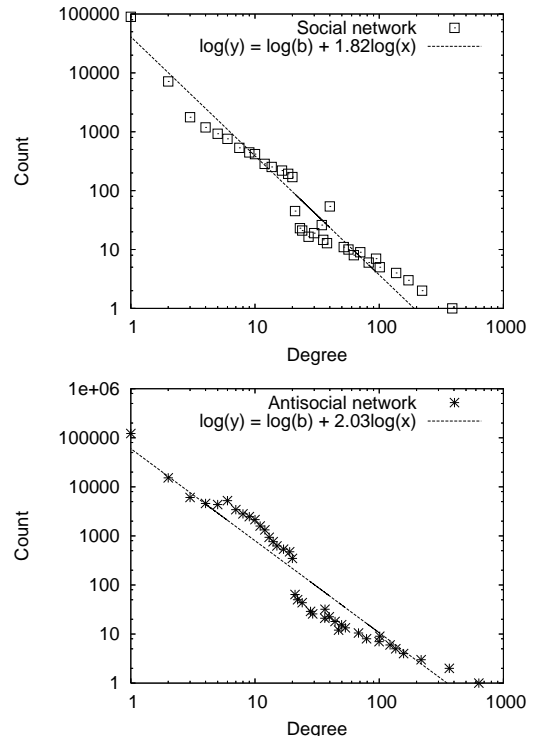 100000
10000
1000
100
10
1
1
10
100
1000
Count
Degree
Social network
log(y) = log(b) + 1.82log(x)
1e+06
100000
10000
1000
100
10
1
1
10
100
1000
Count
Degree
Antisocial network
log(y) = log(b) + 2.03log(x)